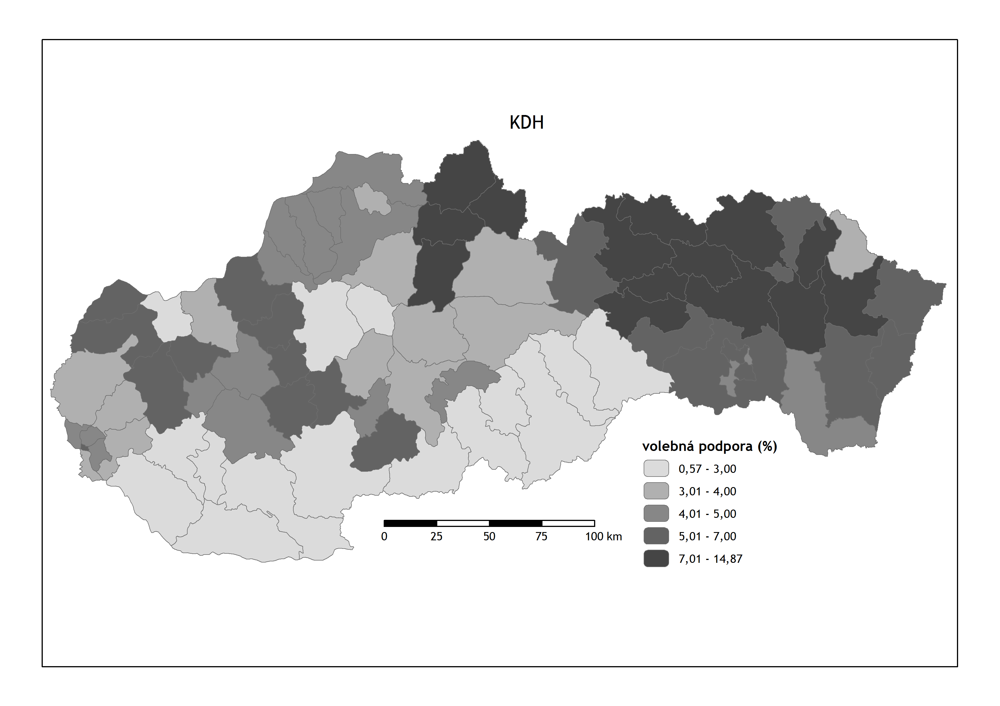 KDH
volebná podpora (%)
0,57 - 3,00
3,01 - 4,00
4,01 - 5,00
5,01 - 7,00
7,01 - 14,87
0 25 50 75 100 km